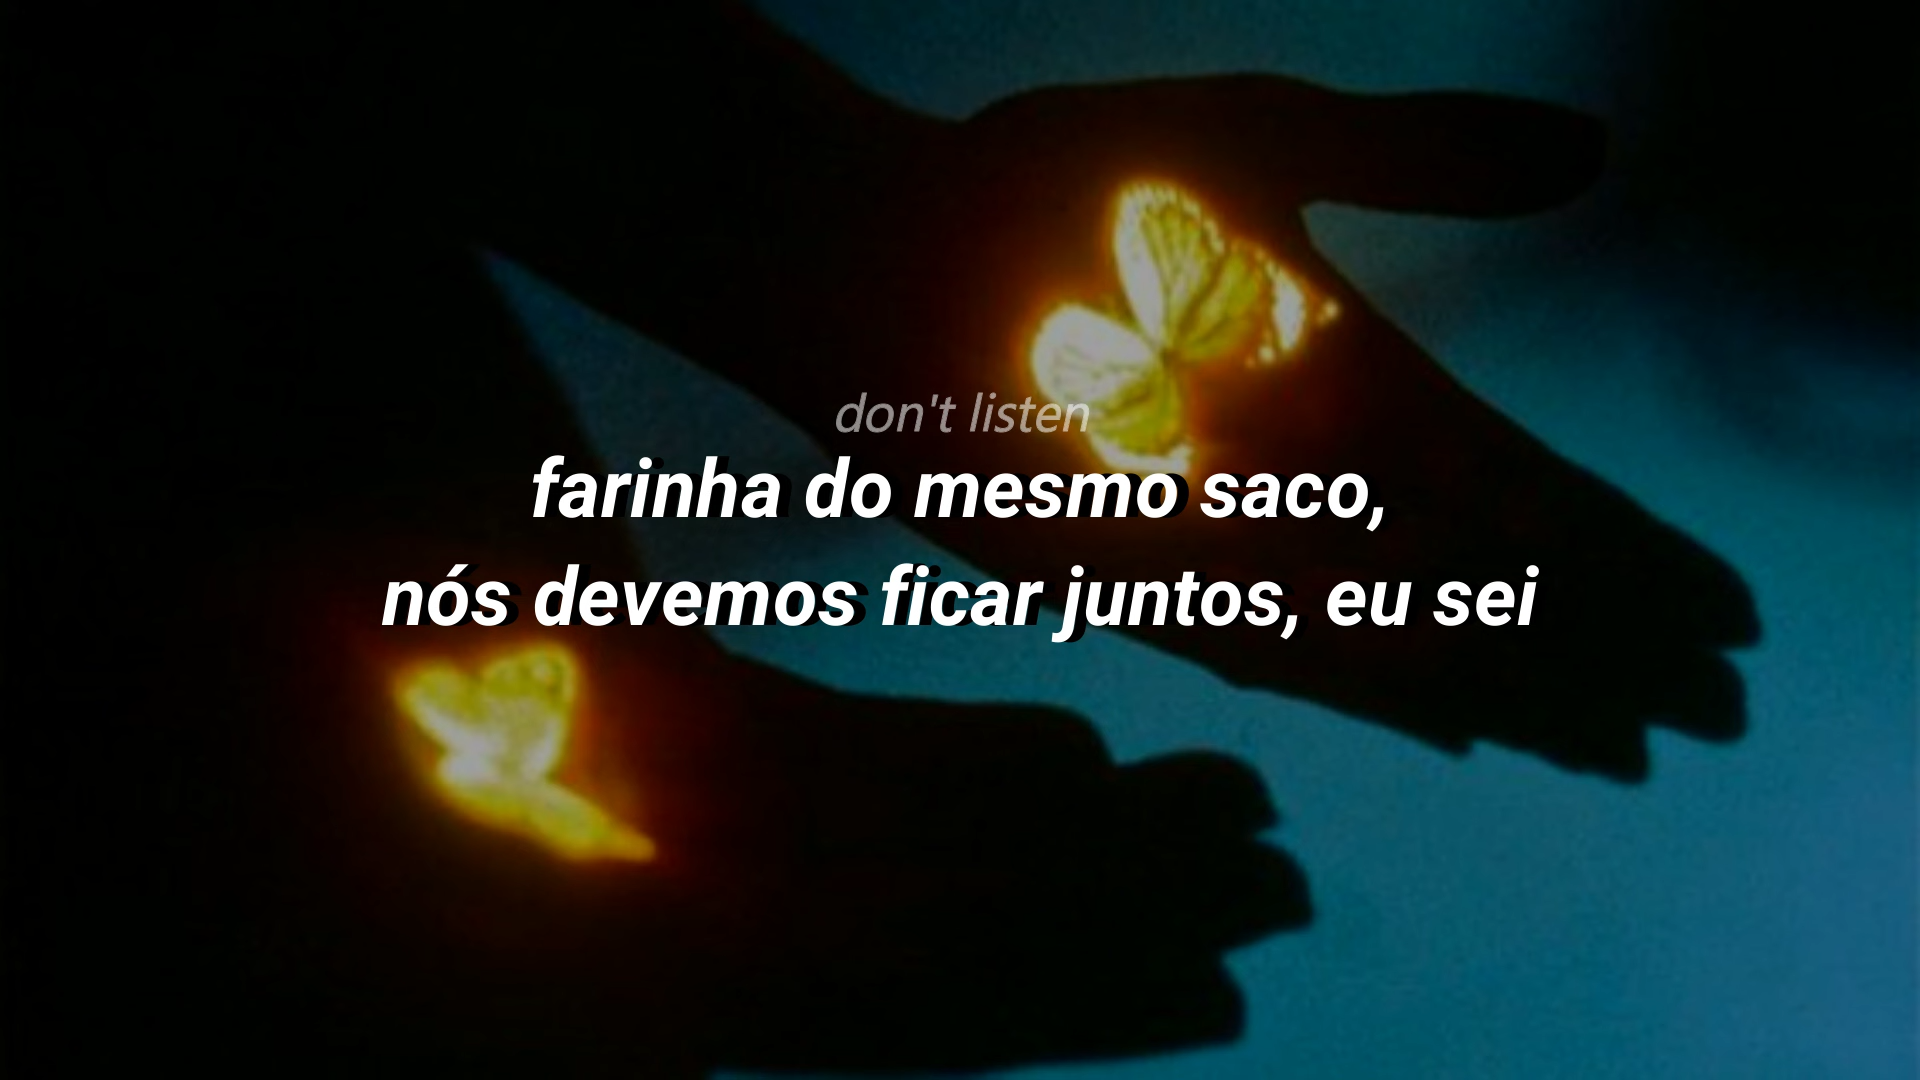 don't listen
farinha do mesmo saco,
nós devemos ficar juntos, eu sei